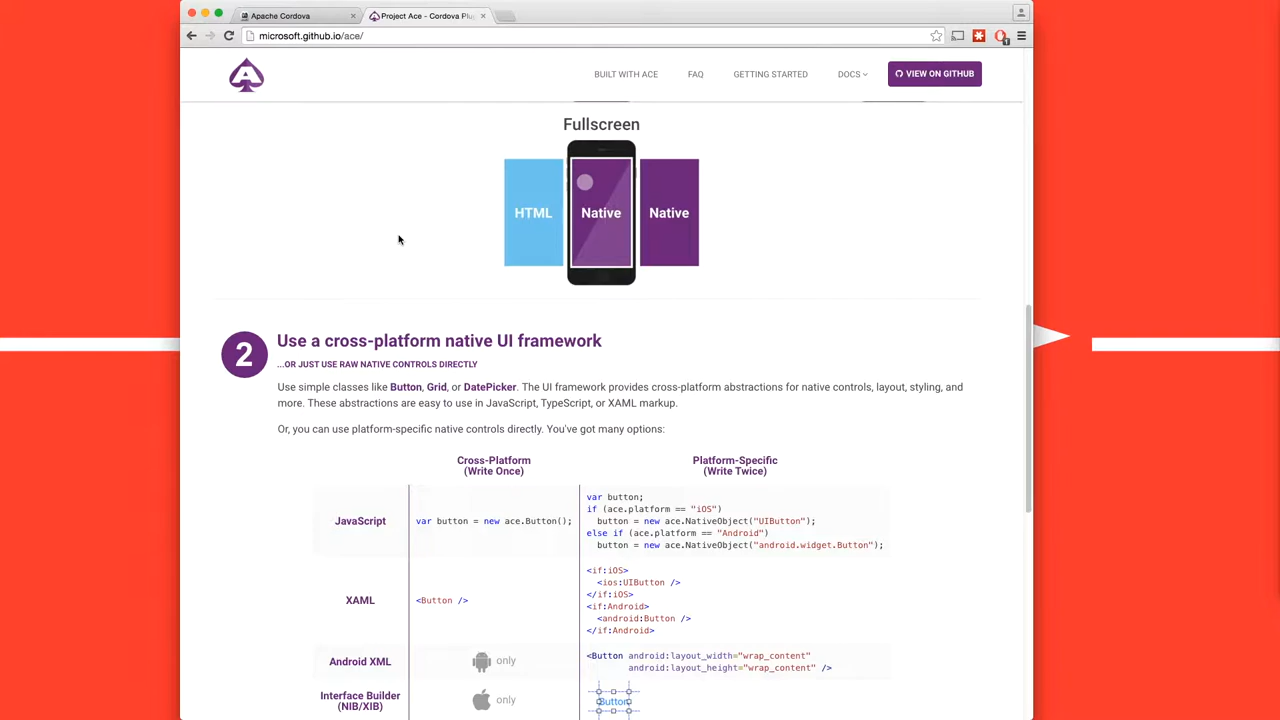 Apache Cordova
Project Ace - Cordova Plu
microsoft.github.io/ace/
A
BUILT WITH ACE
FAQ
GETTING STARTED
DOCS
VIEW ON GITHUB
Fullscreen
HTML
Native
Native
2
Use a cross-platform native UI framework
...OR JUST USE RAW NATIVE CONTROLS DIRECTLY
Use simple classes like Button, Grid, or DatePicker. The UI framework provides cross-platform abstractions for native controls, layout, styling, and
more. These abstractions are easy to use in JavaScript, TypeScript, or XAML markup.
Or, you can use platform-specific native controls directly. You've got many options:
Cross-Platform
(Write Once)
Platform-Specific
(Write Twice)
JavaScript
var button = new ace.Button();
var button;
if (ace.platform == "iOS")
button = new ace.NativeObject("UIButton");
else if (ace.platform == "Android")
button = new ace.NativeObject("android.widget.Button");
XAML
<Button />
<if:iOS>
<ios:UIButton />
</if:iOS>
<if:Android>
<android:Button />
</if:Android>
Android XML
only
<Button android:layout_width="wrap_content"
android:layout_height="wrap_content" />
Interface Builder
(NIB/XIB)
only
Button